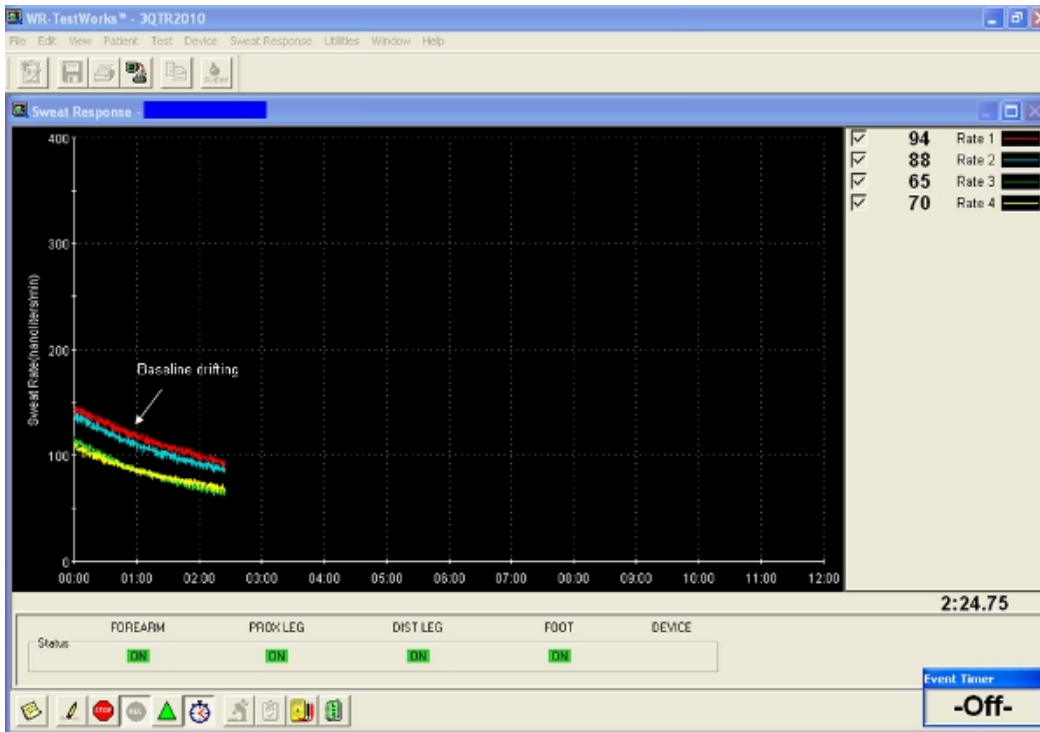 WR-TestWorks™ - 3QTR2010
File Edit View Patient Test Device Sweat Response Utilities Window Help
Sweat Response -
400
300
200
100
0
Sweat Rate(nanoliters/min)
Baseline drifting
00:00 01:00 02:00 03:00 04:00 05:00 06:00 07:00 08:00 09:00 10:00 11:00 12:00
94 Rate 1
88 Rate 2
65 Rate 3
70 Rate 4
2:24.75
FOREARM PROX LEG DIST LEG FOOT DEVICE
Status
ON ON ON ON
Event Timer
-Off-
STOP